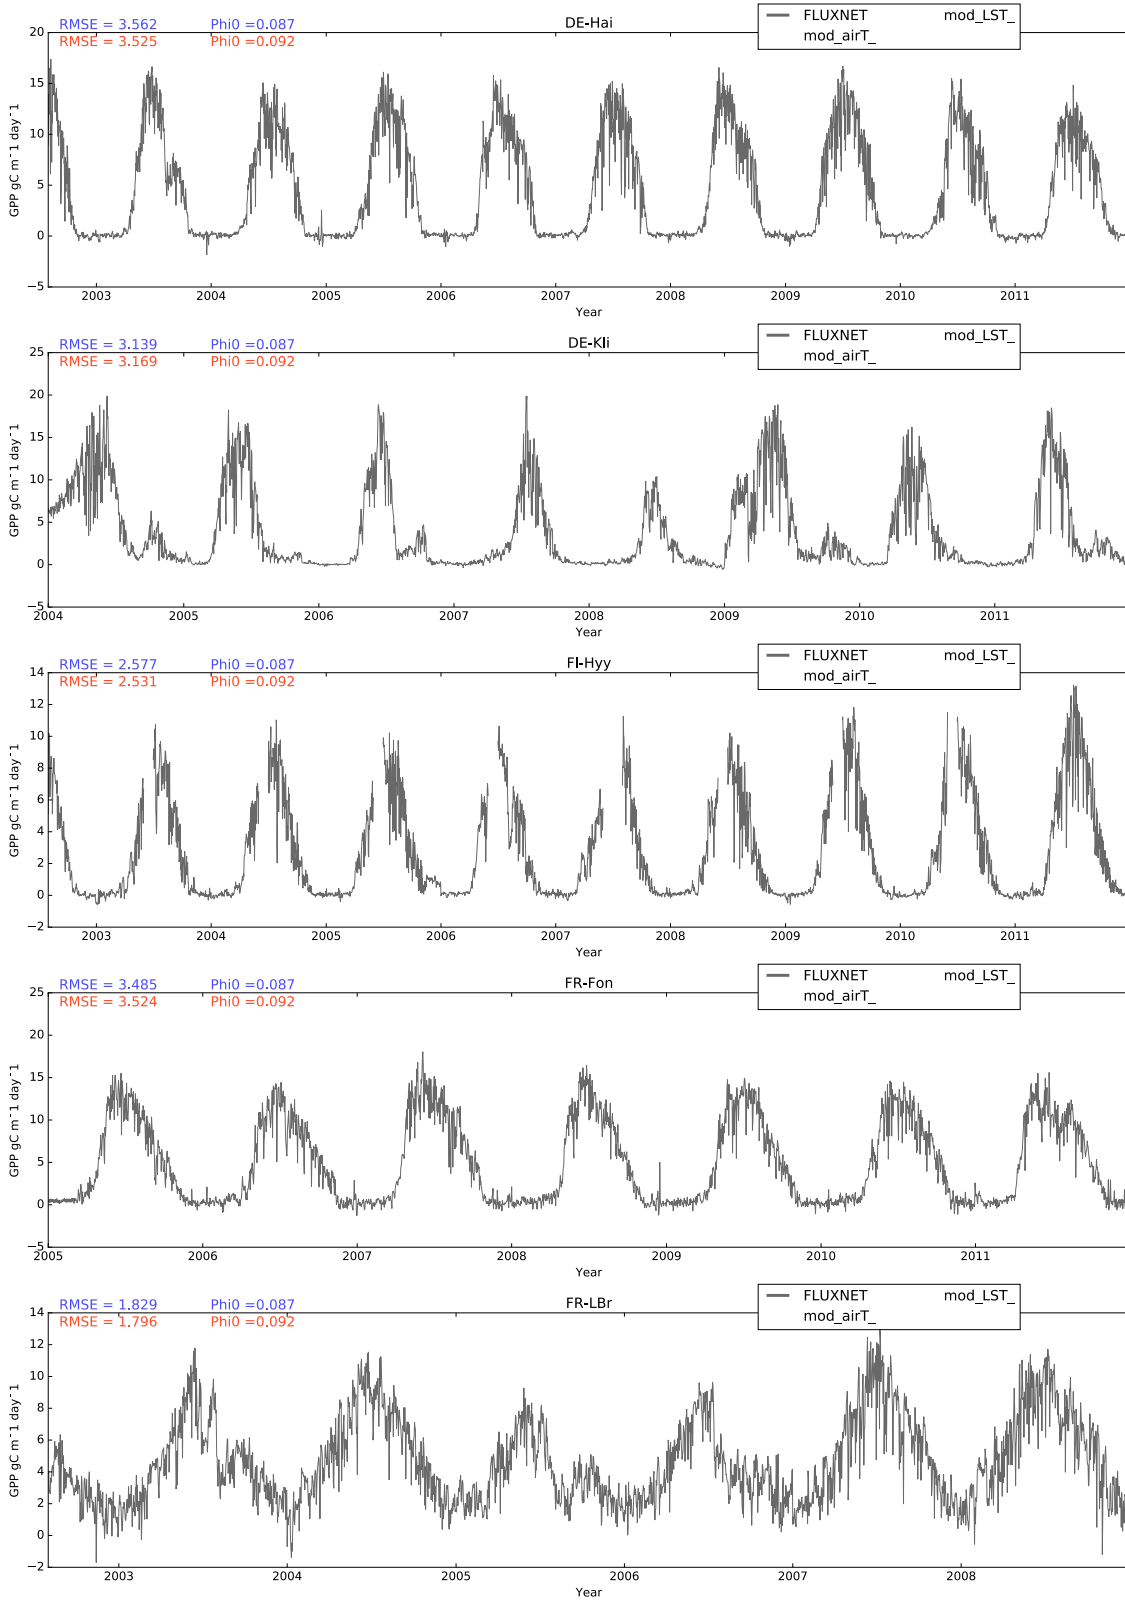 RMSE = 3.562 Phi0 =0.087 DE-Hai FLUXNET mod_LST_
RMSE = 3.525 Phi0 =0.092 mod_airT_
20
15
10
5
0
−5
GPP gC m⁻1 day⁻1
2003 2004 2005 2006 2007 2008 2009 2010 2011
Year
RMSE = 3.139 Phi0 =0.087 DE-Kli FLUXNET mod_LST_
RMSE = 3.169 Phi0 =0.092 mod_airT_
25
20
15
10
5
0
−5
GPP gC m⁻1 day⁻1
2004 2005 2006 2007 2008 2009 2010 2011
Year
RMSE = 2.577 Phi0 =0.087 FI-Hyy FLUXNET mod_LST_
RMSE = 2.531 Phi0 =0.092 mod_airT_
14
12
10
8
6
4
2
0
−2
GPP gC m⁻1 day⁻1
2003 2004 2005 2006 2007 2008 2009 2010 2011
Year
RMSE = 3.485 Phi0 =0.087 FR-Fon FLUXNET mod_LST_
RMSE = 3.524 Phi0 =0.092 mod_airT_
25
20
15
10
5
0
−5
GPP gC m⁻1 day⁻1
2005 2006 2007 2008 2009 2010 2011
Year
RMSE = 1.829 Phi0 =0.087 FR-LBr FLUXNET mod_LST_
RMSE = 1.796 Phi0 =0.092 mod_airT_
14
12
10
8
6
4
2
0
−2
GPP gC m⁻1 day⁻1
2003 2004 2005 2006 2007 2008
Year